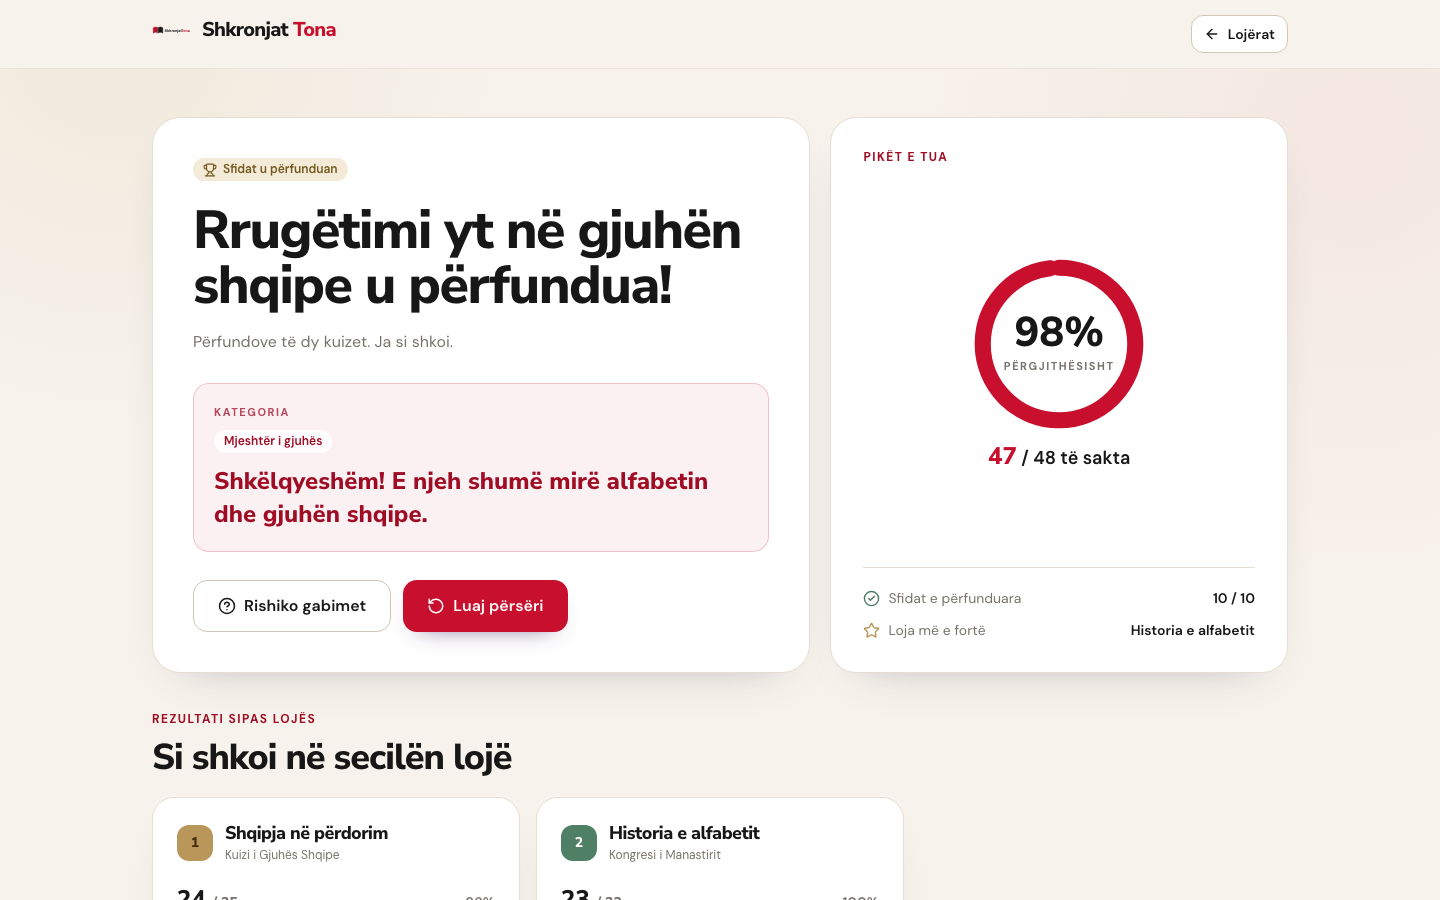 Shkronjat Tona
Lojërat
Sfidat u përfunduan
Rrugëtimi yt në gjuhën
shqipe u përfundua!
Përfundove të dy kuizet. Ja si shkoi.
KATEGORIA
Mjeshtër i gjuhës
Shkëlqyeshëm! E njeh shumë mirë alfabetin
dhe gjuhën shqipe.
Rishiko gabimet
Luaj përsëri
PIKËT E TUA
98%
PËRGJITHËSISHT
47 / 48 të sakta
Sfidat e përfunduara 10 / 10
Loja më e fortë Historia e alfabetit
REZULTATI SIPAS LOJËS
Si shkoi në secilën lojë
1 Shqipja në përdorim
Kuizi i Gjuhës Shqipe
24
2 Historia e alfabetit
Kongresi i Manastirit
23